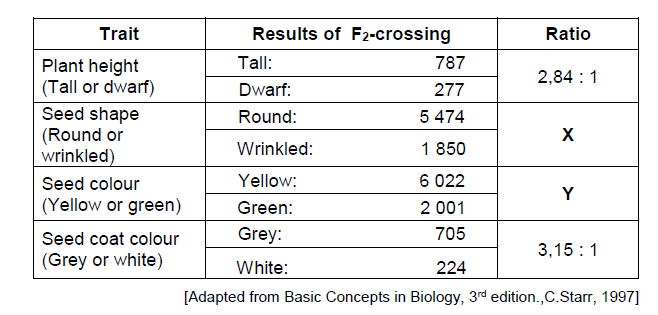 Trait Results of F2-crossing Ratio
Plant height
(Tall or dwarf)
Tall: 787
Dwarf: 277
2,84 : 1
Seed shape
(Round or
wrinkled)
Round: 5 474
Wrinkled: 1 850
X
Seed colour
(Yellow or green)
Yellow: 6 022
Green: 2 001
Y
Seed coat colour
(Grey or white)
Grey: 705
White: 224
3,15 : 1
[Adapted from Basic Concepts in Biology, 3rd edition.,C.Starr, 1997]